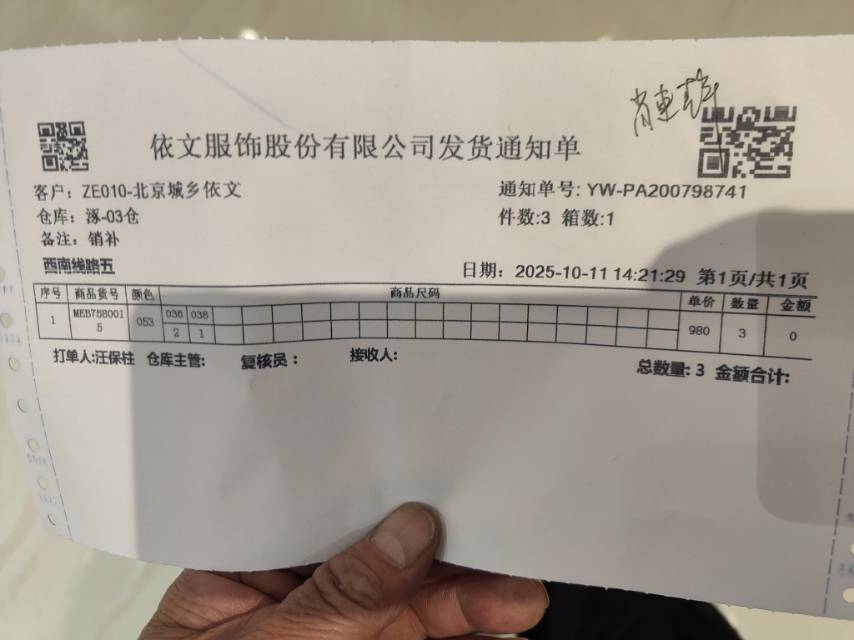 依文服饰股份有限公司发货通知单
客户: ZE010-北京城乡依文
通知单号: YW-PA200798741
仓库: 涿-03仓
件数:3 箱数:1
备注: 销补
西南线路五
日期: 2025-10-11 14:21:29 第1页/共1页
序号 商品货号 颜色 商品尺码 单价 数量 金额
1 MEB7580015 053 036 038 980 3 0
2 1
打单人:汪保柱 仓库主管: 复核员: 接收人:
总数量: 3 金额合计: